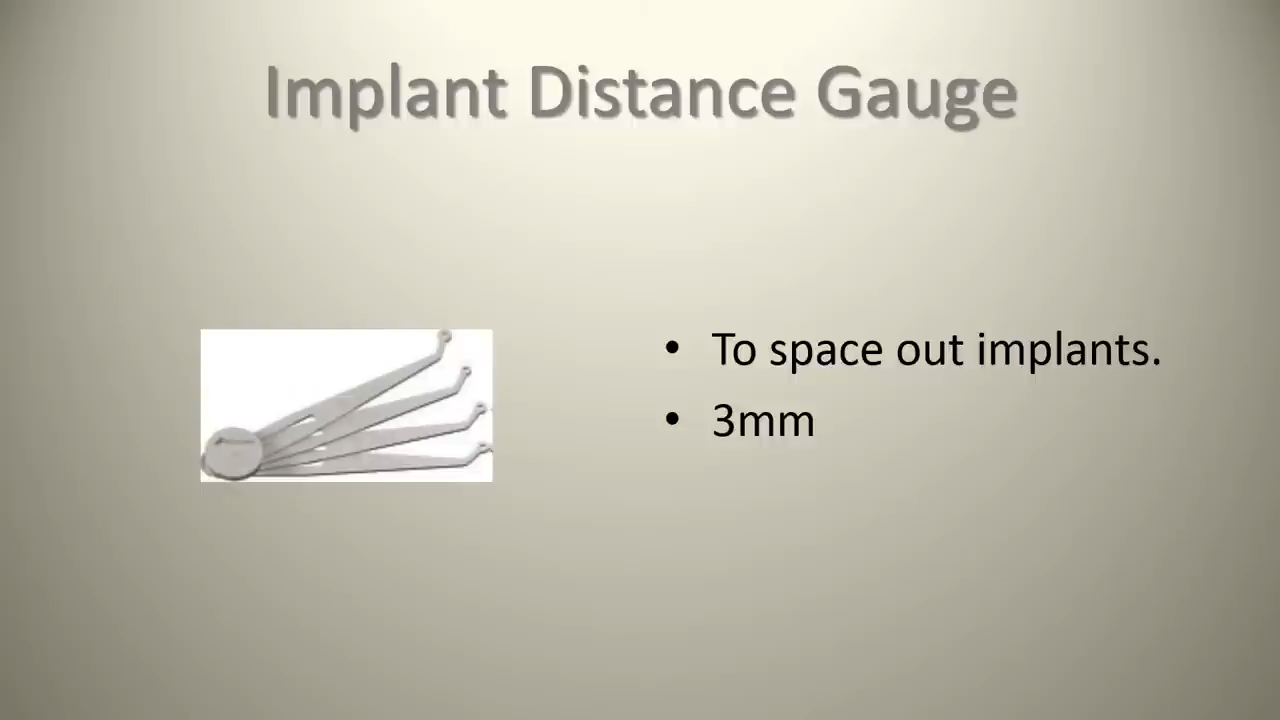 Implant Distance Gauge
• To space out implants.
• 3mm